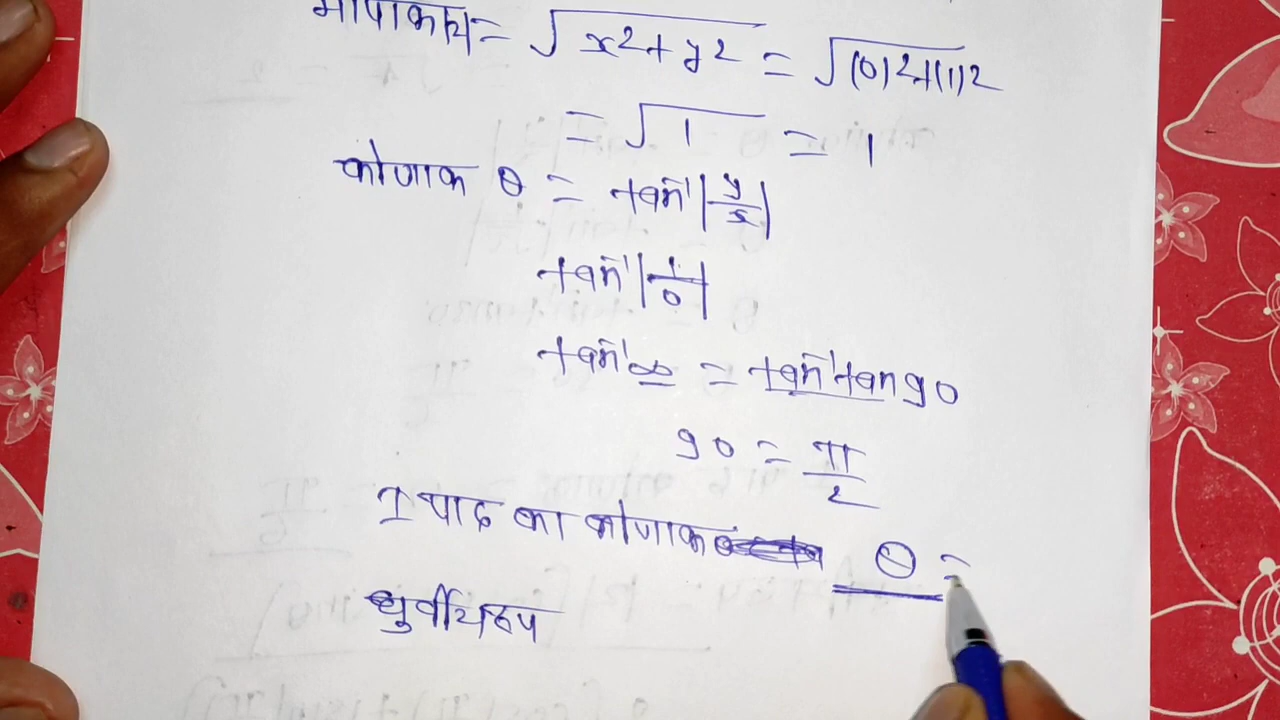 मापाक r = √x²+y² = √(0)²+(1)²
= √1 = 1
कोणाक θ = tan⁻¹|y/x|
tan⁻¹|1/0|
tan⁻¹∞ = tan⁻¹tan90
90 = π/2
I पाद का कोणाक θ =
ध्रुवीय रूप